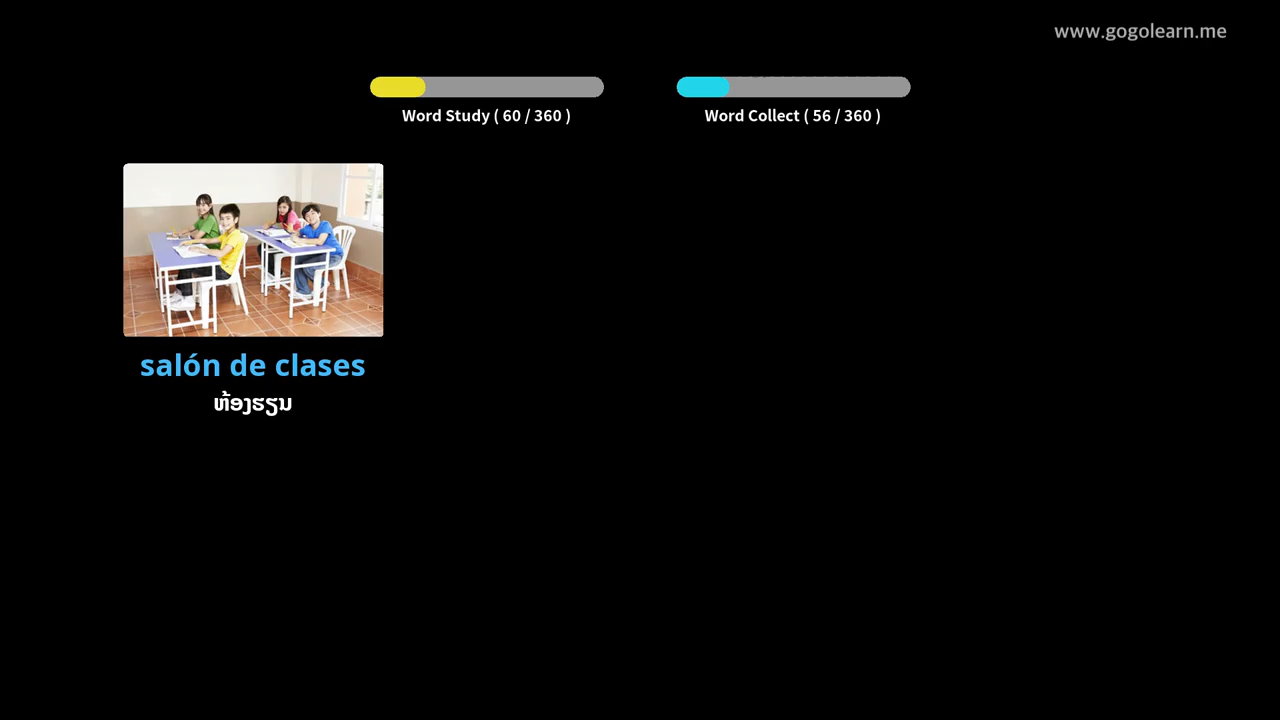 www.gogolearn.me
Word Study ( 60 / 360 )
Word Collect ( 56 / 360 )
salón de clases
ຫ້ອງຮຽນ